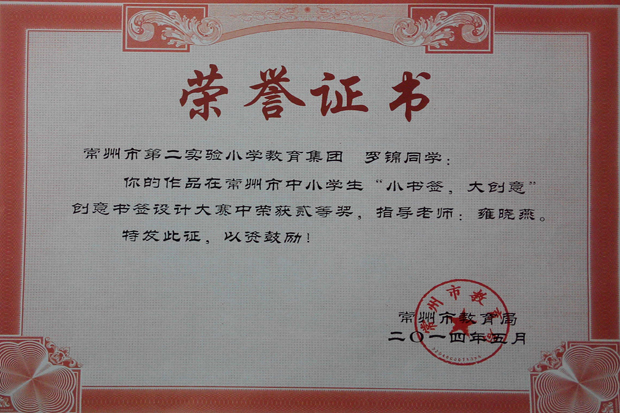 荣誉证书
常州市第二实验小学教育集团 罗锦同学：
你的作品在常州市中小学生“小书签，大创意”
创意书签设计大赛中荣获贰等奖，指导老师：雍晓燕。
特发此证，以资鼓励！
常州市教育局
二〇一四年五月